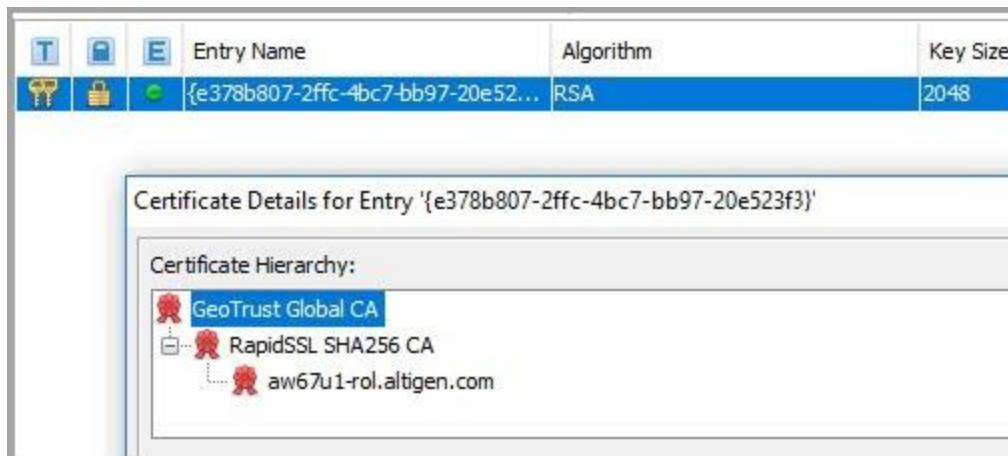 T E Entry Name Algorithm Key Size
{e378b807-2ffc-4bc7-bb97-20e52... RSA 2048
Certificate Details for Entry '{e378b807-2ffc-4bc7-bb97-20e523f3}'
Certificate Hierarchy:
GeoTrust Global CA
RapidSSL SHA256 CA
aw67u1-rol.altigen.com